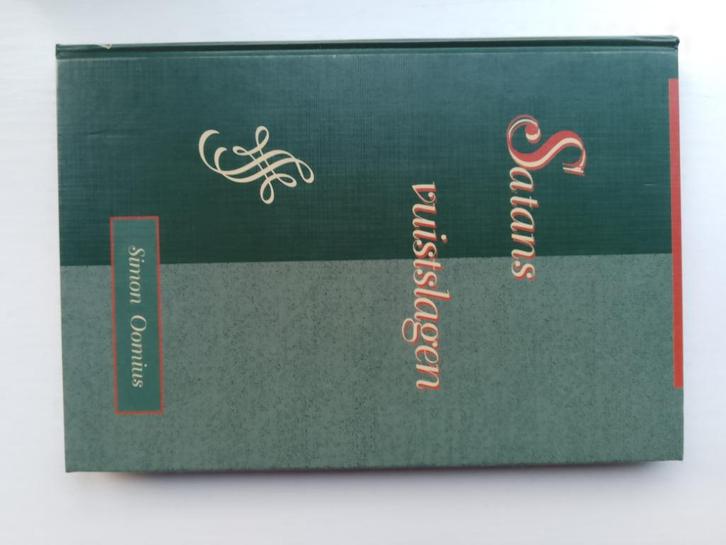 Satans
vuistslagen
Simon Oomius